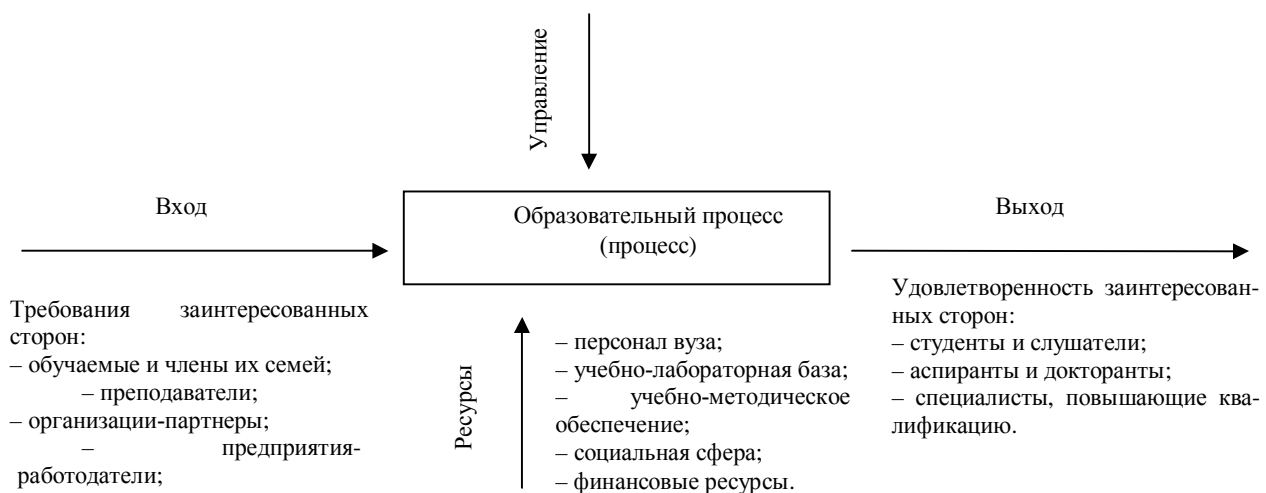 Управление
Вход
Образовательный процесс
(процесс)
Выход
Требования заинтересованных
сторон:
– обучаемые и члены их семей;
– преподаватели;
– организации-партнеры;
– предприятия-
работодатели;
Ресурсы
– персонал вуза;
– учебно-лабораторная база;
– учебно-методическое
обеспечение;
– социальная сфера;
– финансовые ресурсы.
Удовлетворенность заинтересован-
ных сторон:
– студенты и слушатели;
– аспиранты и докторанты;
– специалисты, повышающие ква-
лификацию.